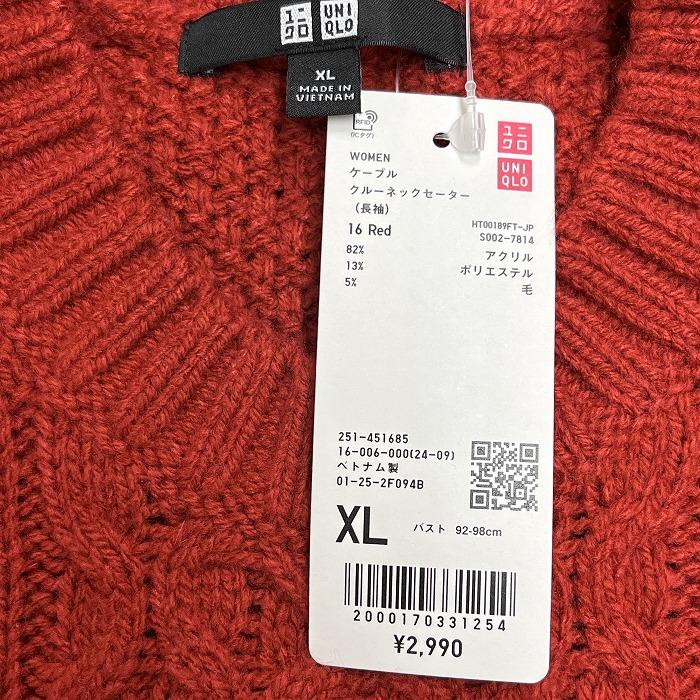 ユニ UNI
クロ QLO
XL
MADE IN
VIETNAM
RFID
(ICタグ)
ユニ
クロ
UNI
QLO
WOMEN
ケーブル
クルーネックセーター
(長袖)
16 Red
HT00189FT-JP
S002-7814
82% アクリル
13% ポリエステル
5% 毛
251-451685
16-006-000(24-09)
ベトナム製
01-25-2F094B
XL バスト 92-98cm
2000170331254
¥2,990